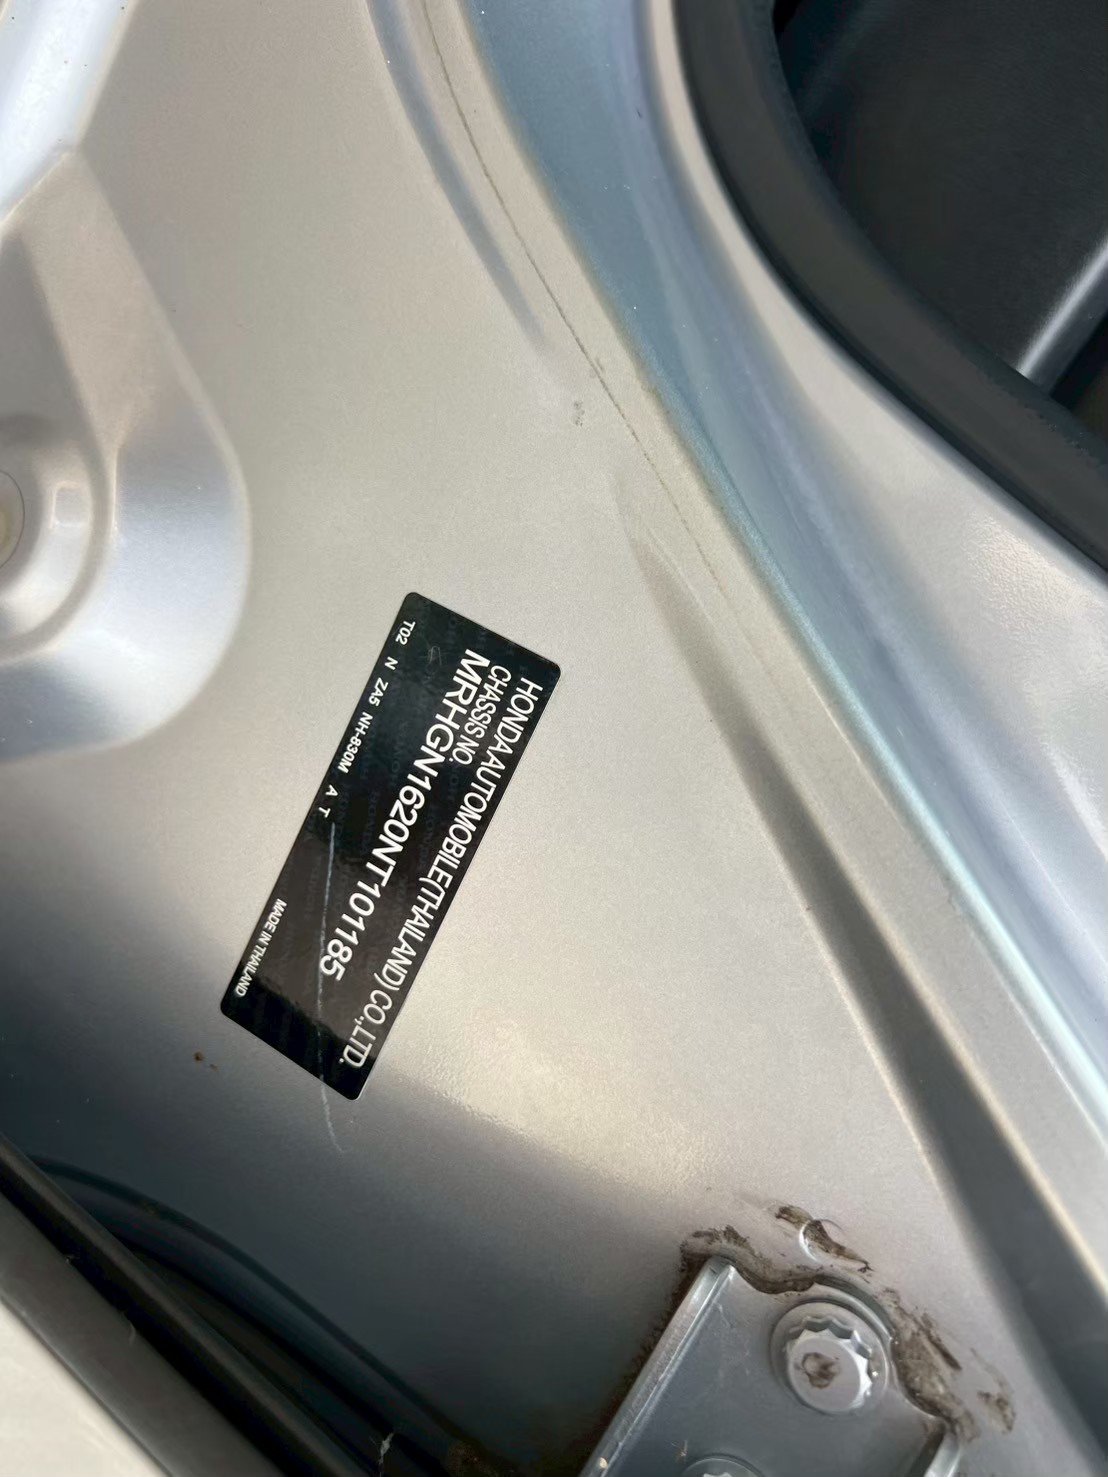 HONDA AUTOMOBILE (THAILAND) CO.,LTD.
CHASSIS NO.
MRHGN1620NT101185
T02 N ZA5 NH-830M A T
MADE IN THAILAND